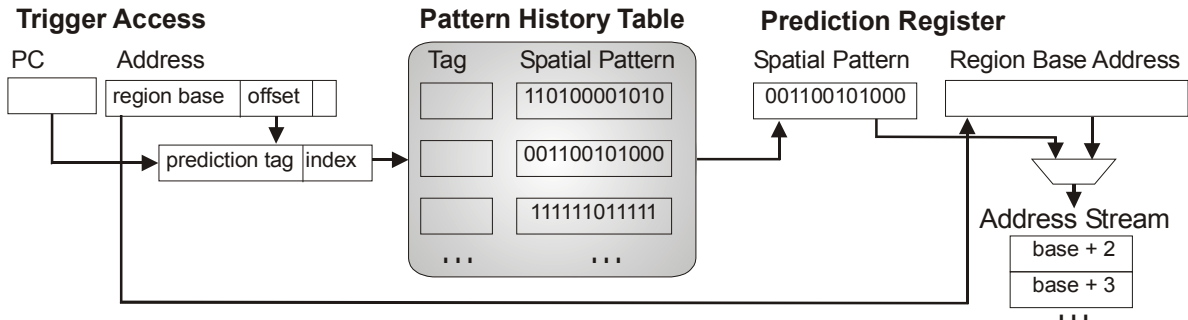 Trigger Access
PC
Address
region base
offset
prediction tag
index
Pattern History Table
Tag
Spatial Pattern
110100001010
001100101000
111111011111
...
...
Prediction Register
Spatial Pattern
Region Base Address
001100101000
Address Stream
base + 2
base + 3
...